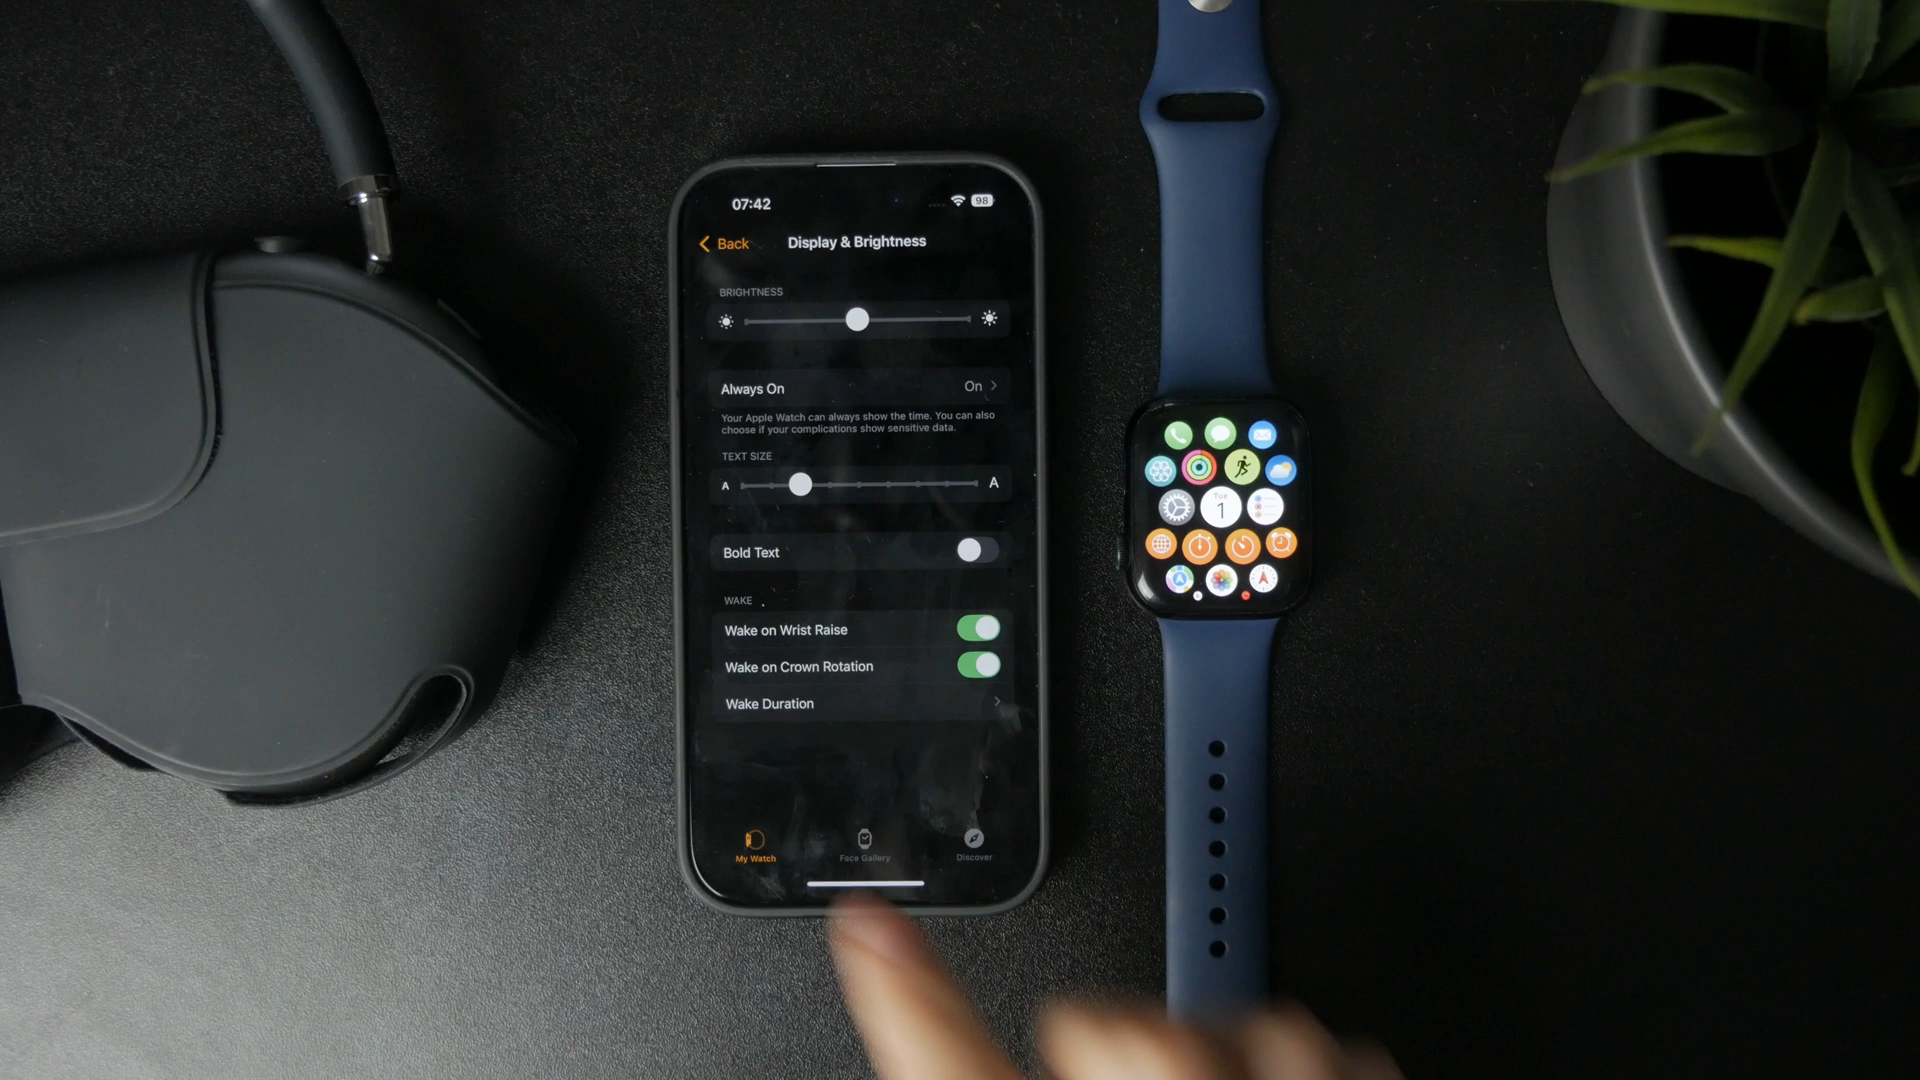 07:42
98
Back
Display & Brightness
BRIGHTNESS
Always On
On
Your Apple Watch can always show the time. You can also
choose if your complications show sensitive data.
TEXT SIZE
A
A
Bold Text
WAKE
Wake on Wrist Raise
Wake on Crown Rotation
Wake Duration
My Watch
Face Gallery
Discover
Tue
1